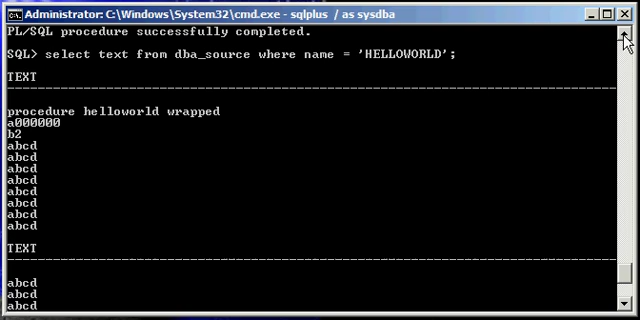 Administrator: C:\Windows\System32\cmd.exe - sqlplus / as sysdba
PL/SQL procedure successfully completed.
SQL> select text from dba_source where name = 'HELLOWORLD';
TEXT
--------------------------------------------------------------------------------
procedure helloworld wrapped
a000000
b2
abcd
abcd
abcd
abcd
abcd
abcd
abcd
abcd
TEXT
--------------------------------------------------------------------------------
abcd
abcd
abcd